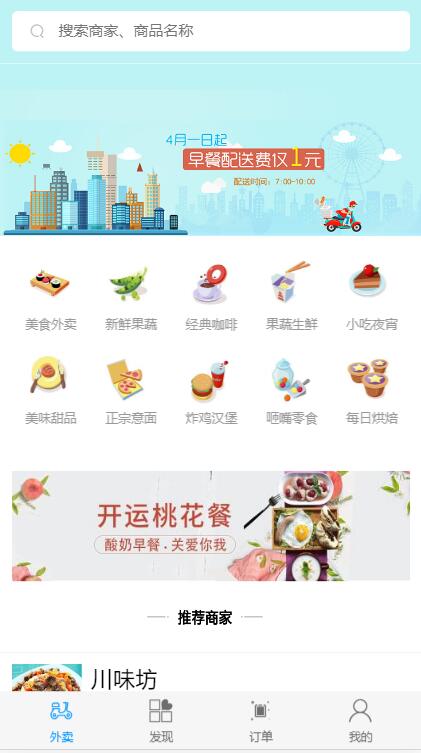 搜索商家、商品名称
4月一日起
早餐配送费仅1元
配送时间：7:00-10:00
美食外卖 新鲜果蔬 经典咖啡 果蔬生鲜 小吃夜宵
美味甜品 正宗意面 炸鸡汉堡 咂嘴零食 每日烘焙
开运桃花餐
酸奶早餐.关爱你我
推荐商家
川味坊
外卖 发现 订单 我的